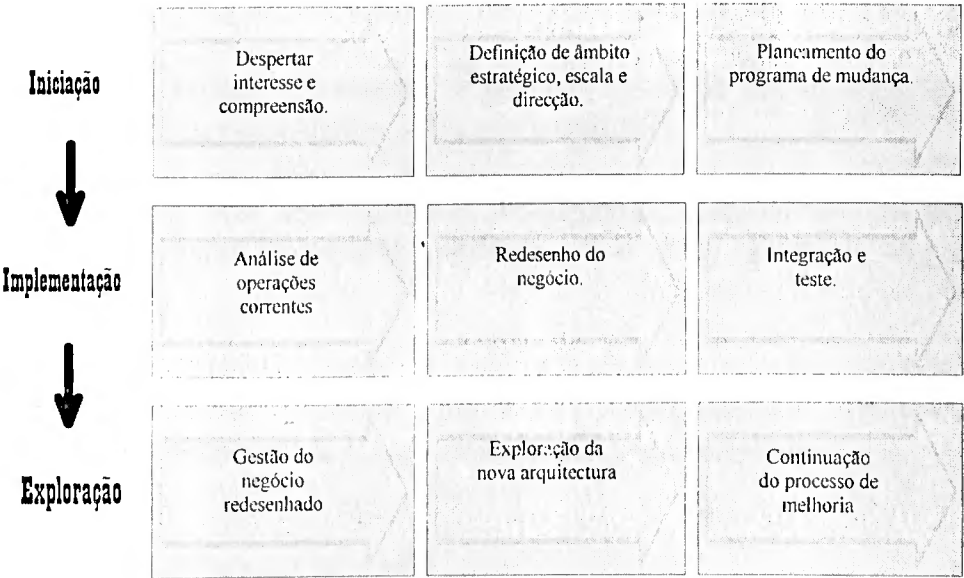 Iniciação
Despertar
interesse e
compreensão.
Definição de âmbito
estratégico, escala e
direcção.
Planeamento do
programa de mudança.
Implementação
Análise de
operações
correntes
Redesenho do
negócio.
Integração e
teste.
Exploração
Gestão do
negócio
redesenhado
Exploração da
nova arquitectura
Continuação
do processo de
melhoria